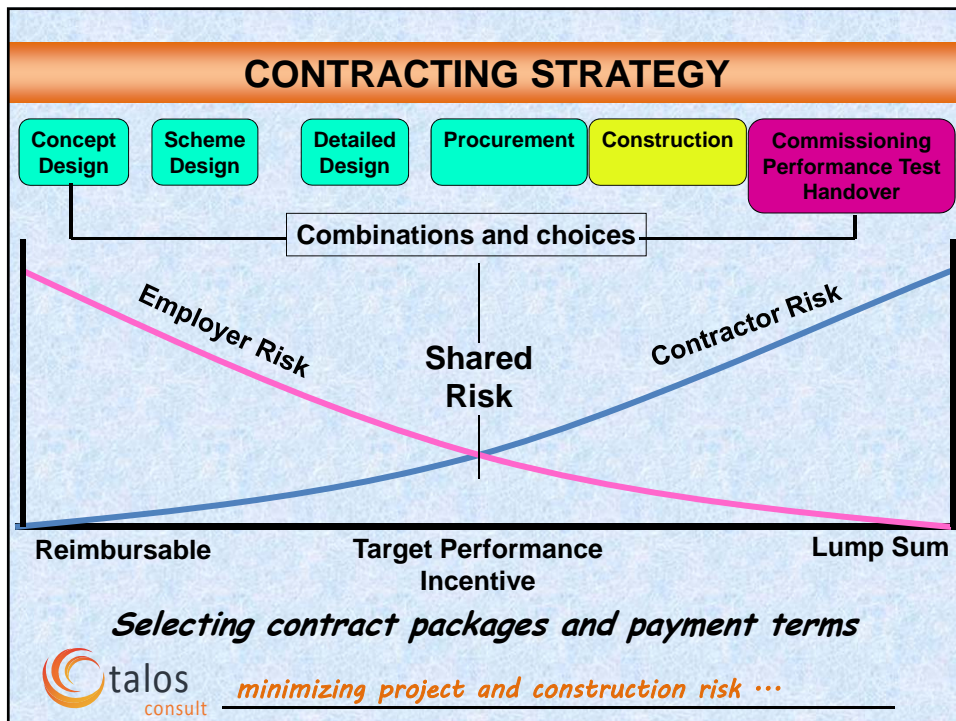 CONTRACTING STRATEGY
Concept
Design
Scheme
Design
Detailed
Design
Procurement
Construction
Commissioning
Performance Test
Handover
Combinations and choices
Employer Risk
Shared
Risk
Contractor Risk
Reimbursable
Target Performance
Incentive
Lump Sum
Selecting contract packages and payment terms
talos
consult
minimizing project and construction risk ...